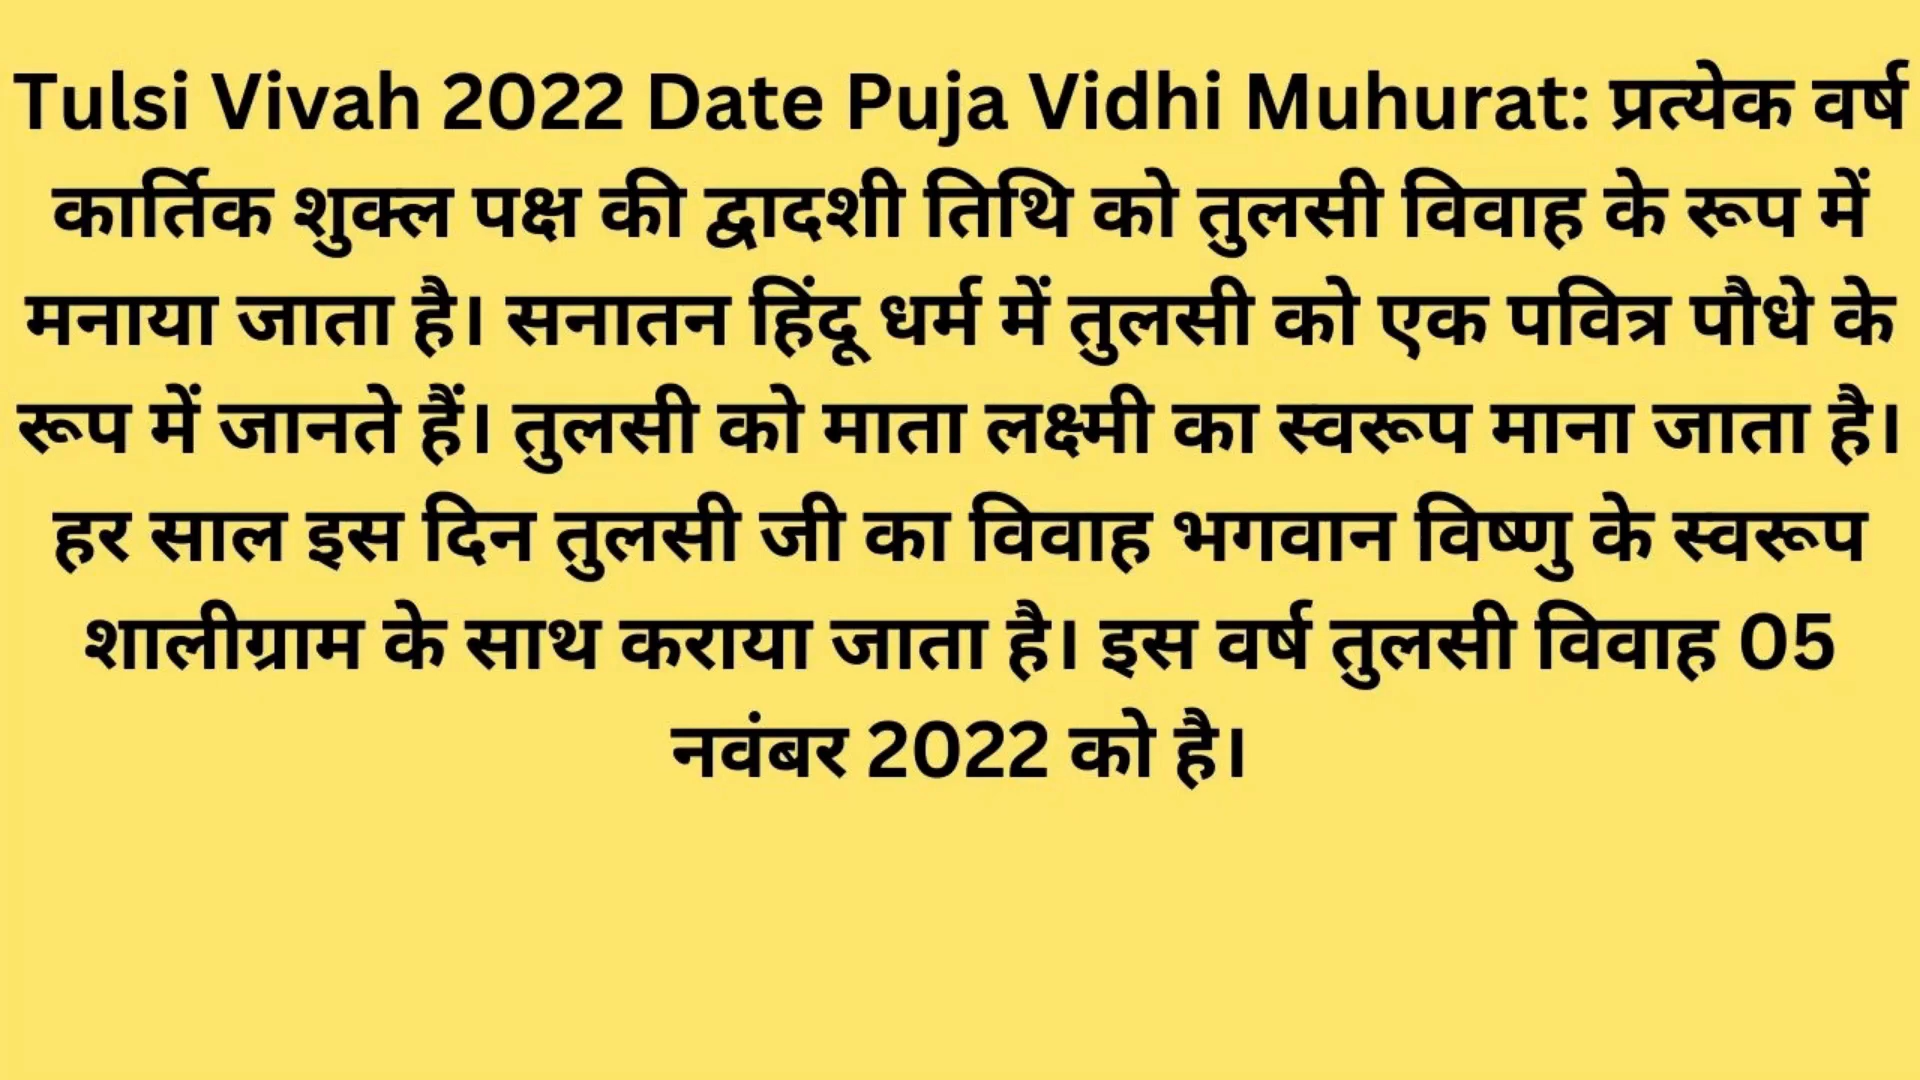 Tulsi Vivah 2022 Date Puja Vidhi Muhurat: प्रत्येक वर्ष
कार्तिक शुक्ल पक्ष की द्वादशी तिथि को तुलसी विवाह के रूप में
मनाया जाता है। सनातन हिंदू धर्म में तुलसी को एक पवित्र पौधे के
रूप में जानते हैं। तुलसी को माता लक्ष्मी का स्वरूप माना जाता है।
हर साल इस दिन तुलसी जी का विवाह भगवान विष्णु के स्वरूप
शालीग्राम के साथ कराया जाता है। इस वर्ष तुलसी विवाह 05
नवंबर 2022 को है।